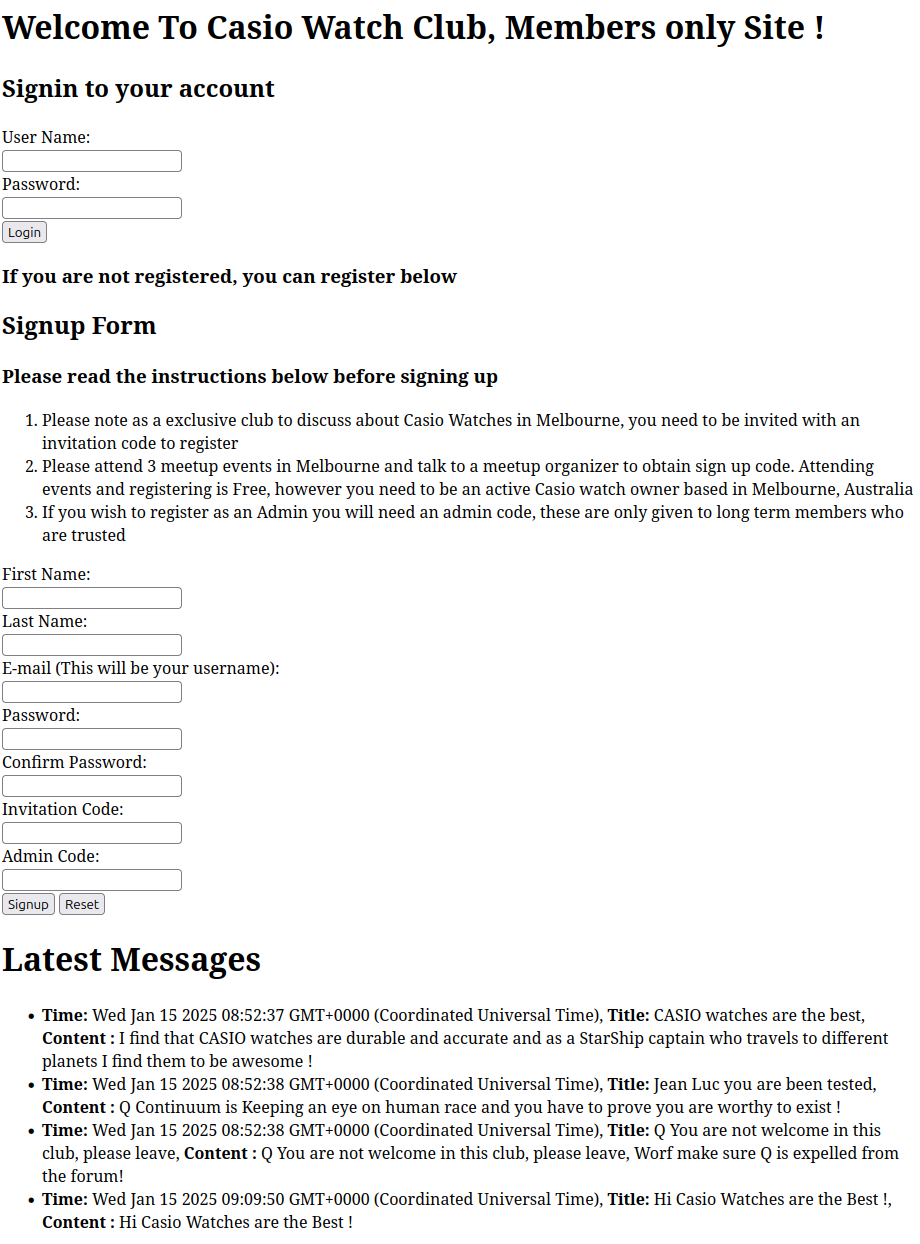 Welcome To Casio Watch Club, Members only Site !
Signin to your account
User Name:
Password:
Login
If you are not registered, you can register below
Signup Form
Please read the instructions below before signing up
1. Please note as a exclusive club to discuss about Casio Watches in Melbourne, you need to be invited with an
invitation code to register
2. Please attend 3 meetup events in Melbourne and talk to a meetup organizer to obtain sign up code. Attending
events and registering is Free, however you need to be an active Casio watch owner based in Melbourne, Australia
3. If you wish to register as an Admin you will need an admin code, these are only given to long term members who
are trusted
First Name:
Last Name:
E-mail (This will be your username):
Password:
Confirm Password:
Invitation Code:
Admin Code:
Signup Reset
Latest Messages
• Time: Wed Jan 15 2025 08:52:37 GMT+0000 (Coordinated Universal Time), Title: CASIO watches are the best,
Content : I find that CASIO watches are durable and accurate and as a StarShip captain who travels to different
planets I find them to be awesome !
• Time: Wed Jan 15 2025 08:52:38 GMT+0000 (Coordinated Universal Time), Title: Jean Luc you are been tested,
Content : Q Continuum is Keeping an eye on human race and you have to prove you are worthy to exist !
• Time: Wed Jan 15 2025 08:52:38 GMT+0000 (Coordinated Universal Time), Title: Q You are not welcome in this
club, please leave, Content : Q You are not welcome in this club, please leave, Worf make sure Q is expelled from
the forum!
• Time: Wed Jan 15 2025 09:09:50 GMT+0000 (Coordinated Universal Time), Title: Hi Casio Watches are the Best !,
Content : Hi Casio Watches are the Best !